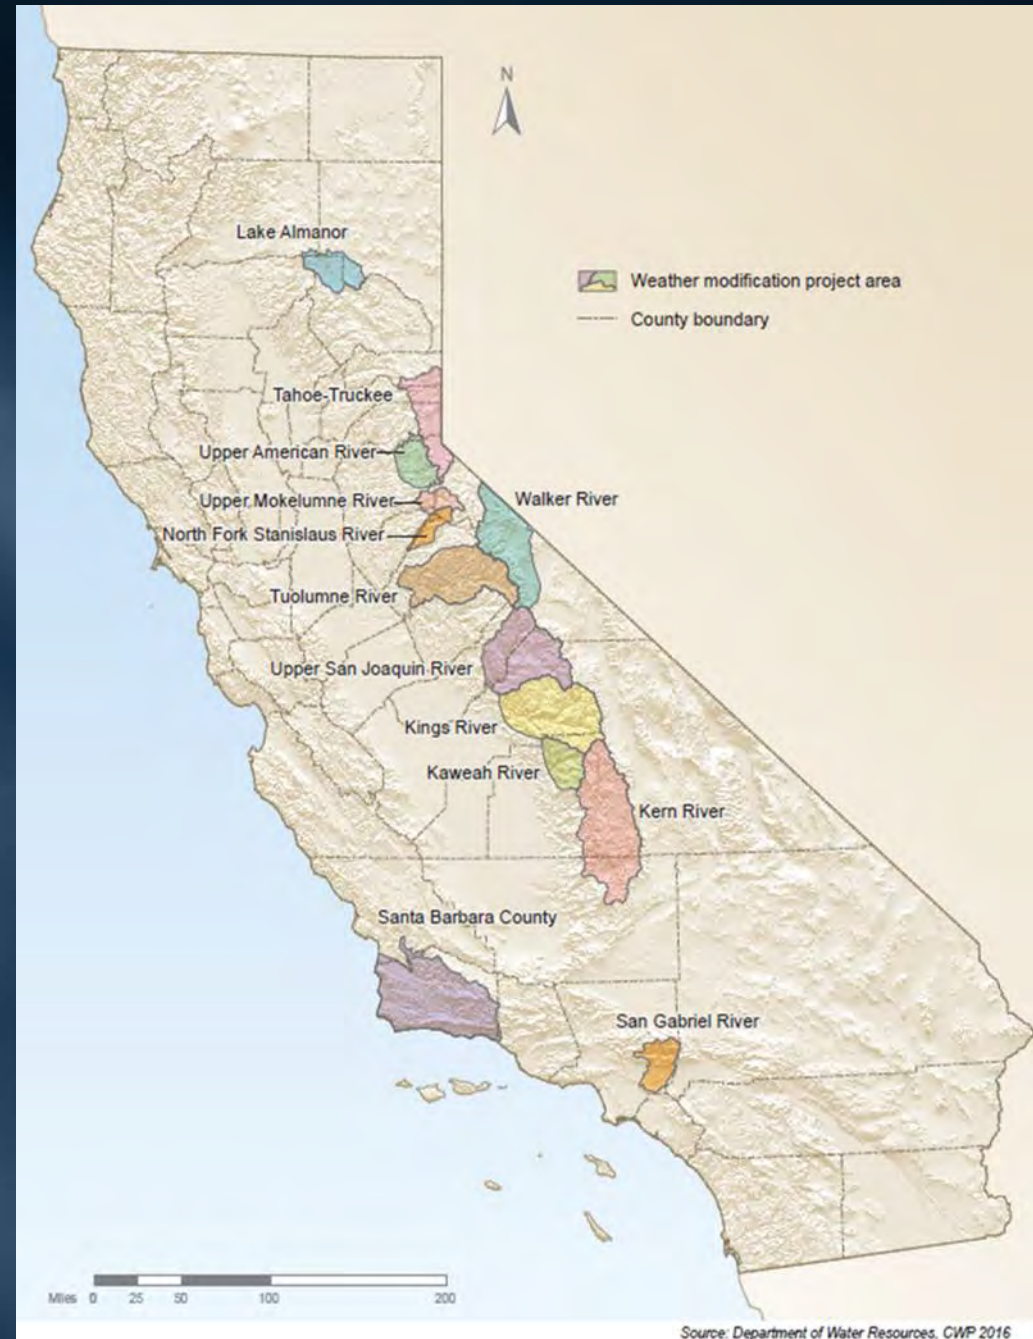 N
Lake Almanor
Weather modification project area
County boundary
Tahoe-Truckee
Upper American River
Upper Mokelumne River
Walker River
North Fork Stanislaus River
Tuolumne River
Upper San Joaquin River
Kings River
Kaweah River
Kern River
Santa Barbara County
San Gabriel River
Miles 0 25 50 100 200
Source: Department of Water Resources, CWP 2016